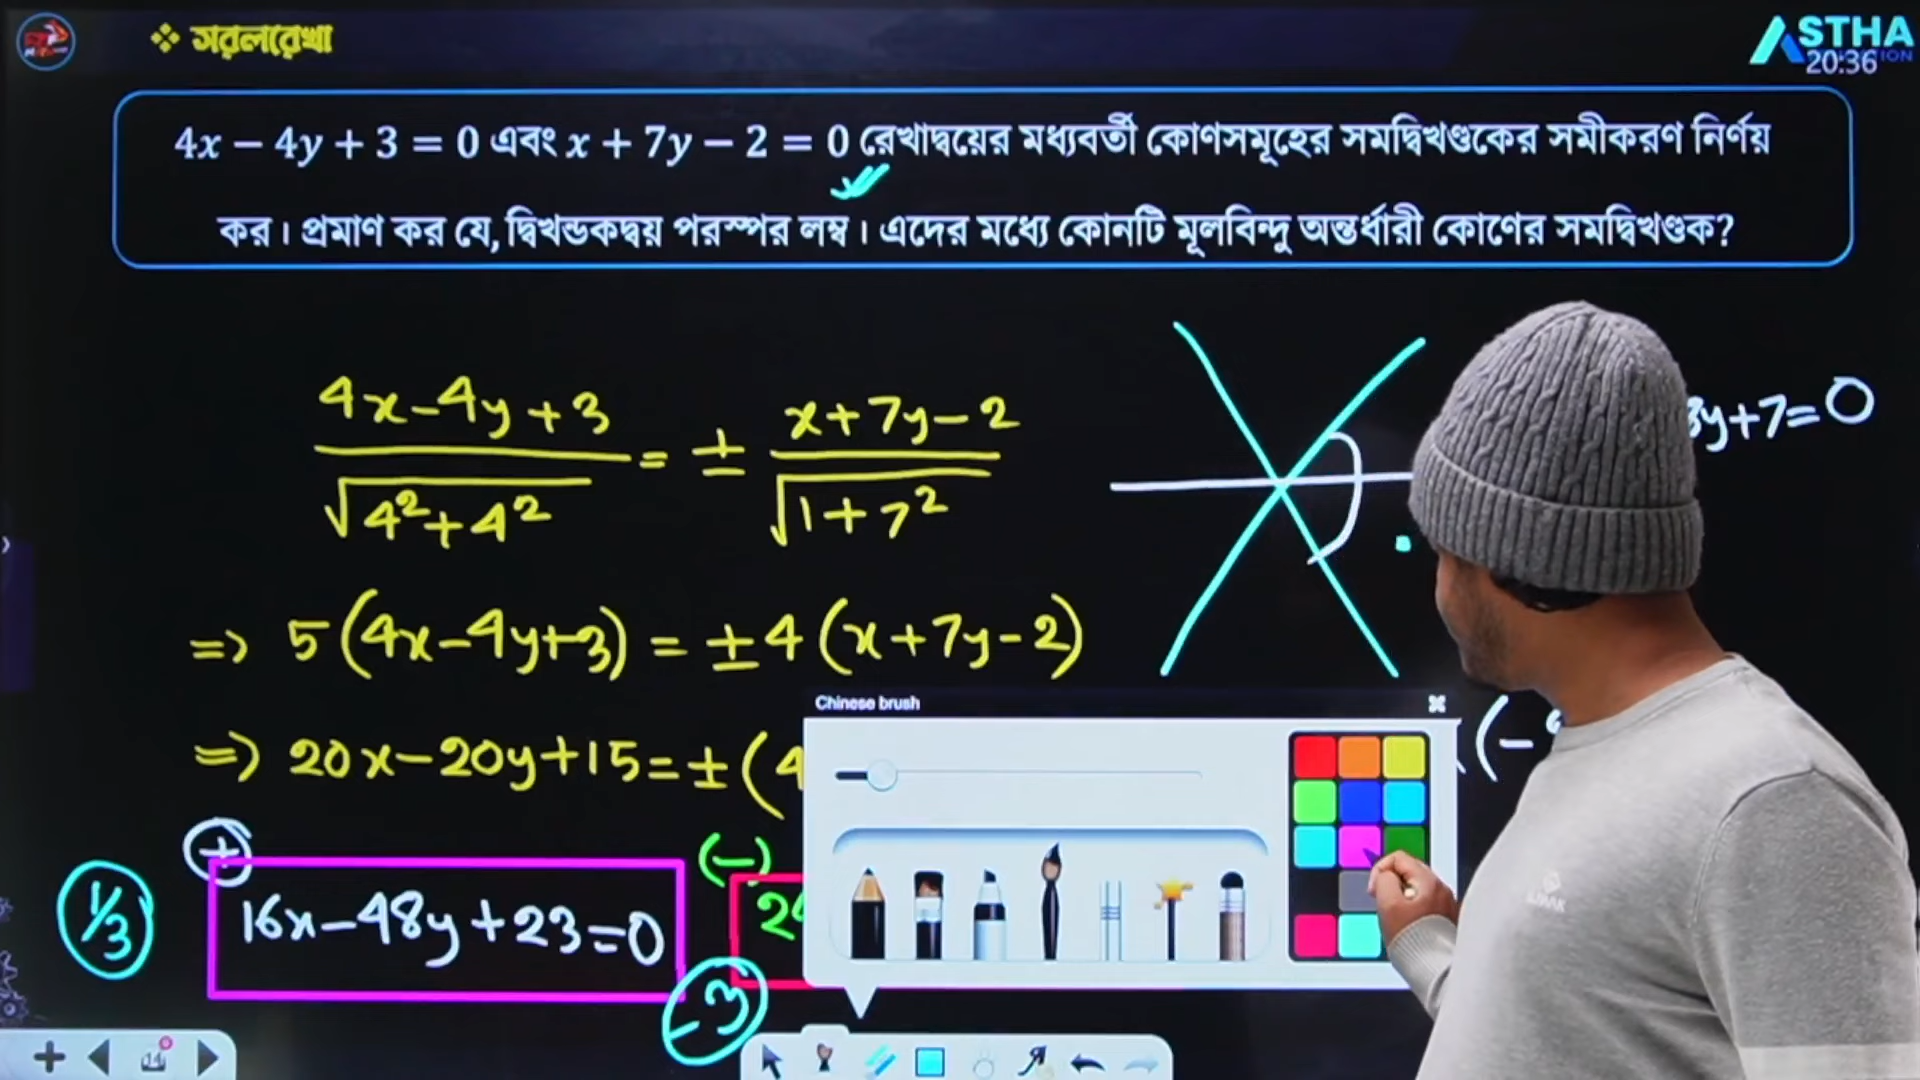 ❖ সরলরেখা
ASTHA
20:36
4x − 4y + 3 = 0 এবং x + 7y − 2 = 0 রেখাদ্বয়ের মধ্যবর্তী কোণসমূহের সমদ্বিখণ্ডকের সমীকরণ নির্ণয়
কর। প্রমাণ কর যে, দ্বিখন্ডকদ্বয় পরস্পর লম্ব। এদের মধ্যে কোনটি মূলবিন্দু অন্তর্ধারী কোণের সমদ্বিখণ্ডক?
3y+7=0
(4x-4y+3)/√(4²+4²) = ± (x+7y-2)/√(1+7²)
=> 5(4x-4y+3) = ±4(x+7y-2)
Chinese brush
=> 20x-20y+15=±(4
(-
(+)
(-)
1/3
16x-48y+23=0
24
-3